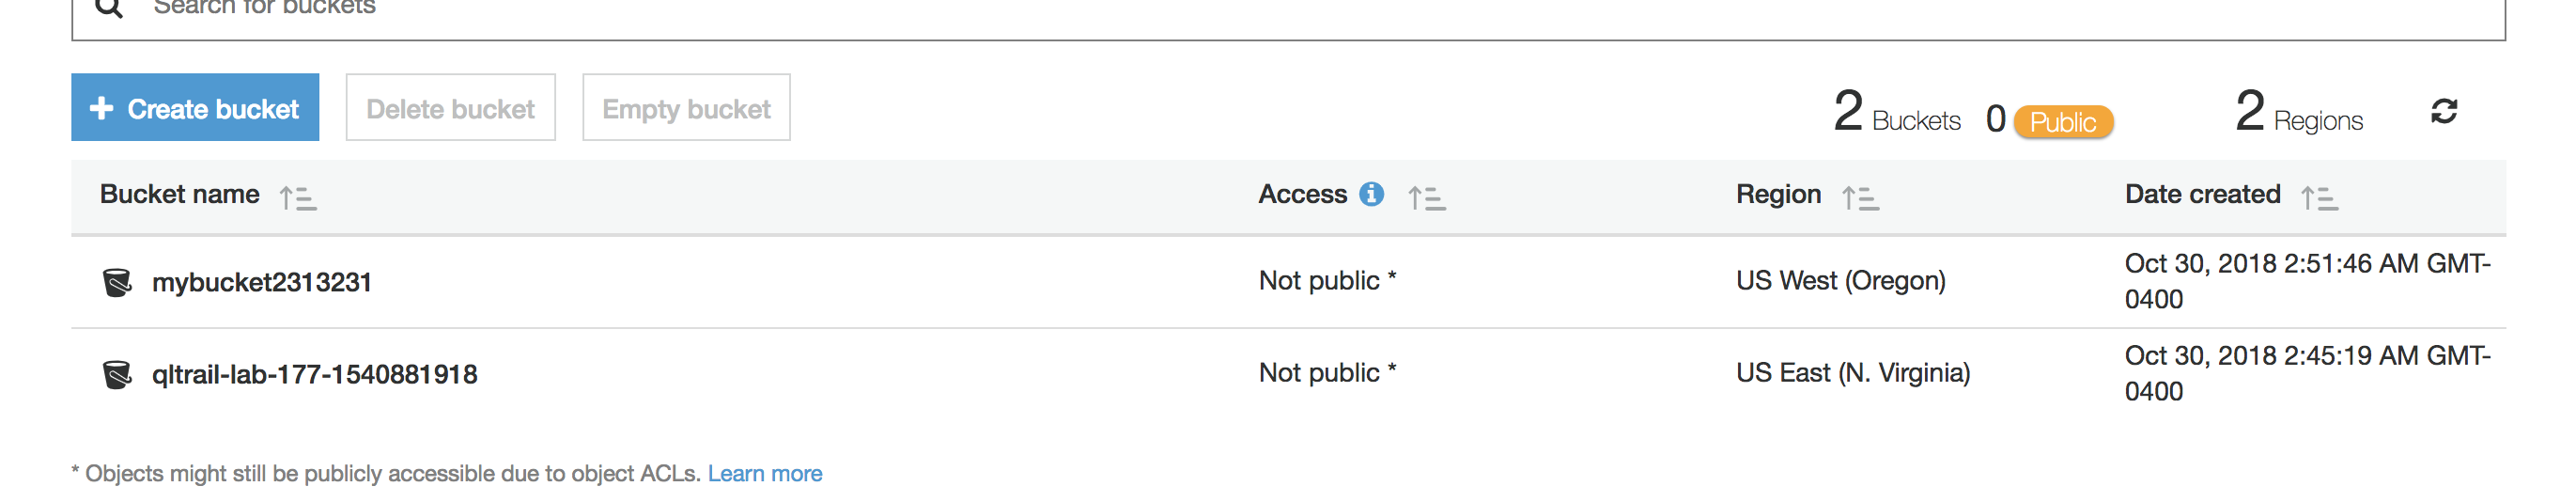 Search for buckets
Create bucket Delete bucket Empty bucket 2 Buckets 0 Public 2 Regions
Bucket name Access Region Date created
mybucket2313231 Not public * US West (Oregon) Oct 30, 2018 2:51:46 AM GMT-
0400
qltrail-lab-177-1540881918 Not public * US East (N. Virginia) Oct 30, 2018 2:45:19 AM GMT-
0400
* Objects might still be publicly accessible due to object ACLs. Learn more